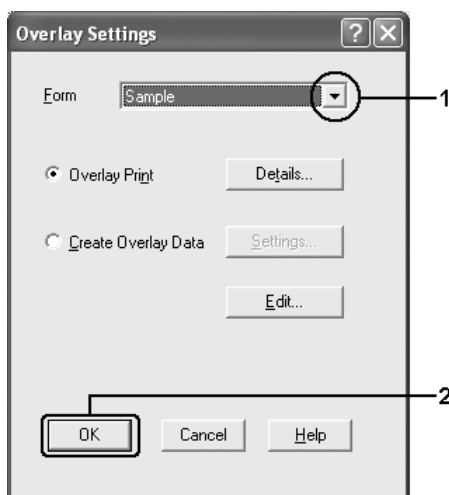 Overlay Settings
Form Sample 1
Overlay Print Details...
Create Overlay Data Settings...
Edit...
2
OK Cancel Help